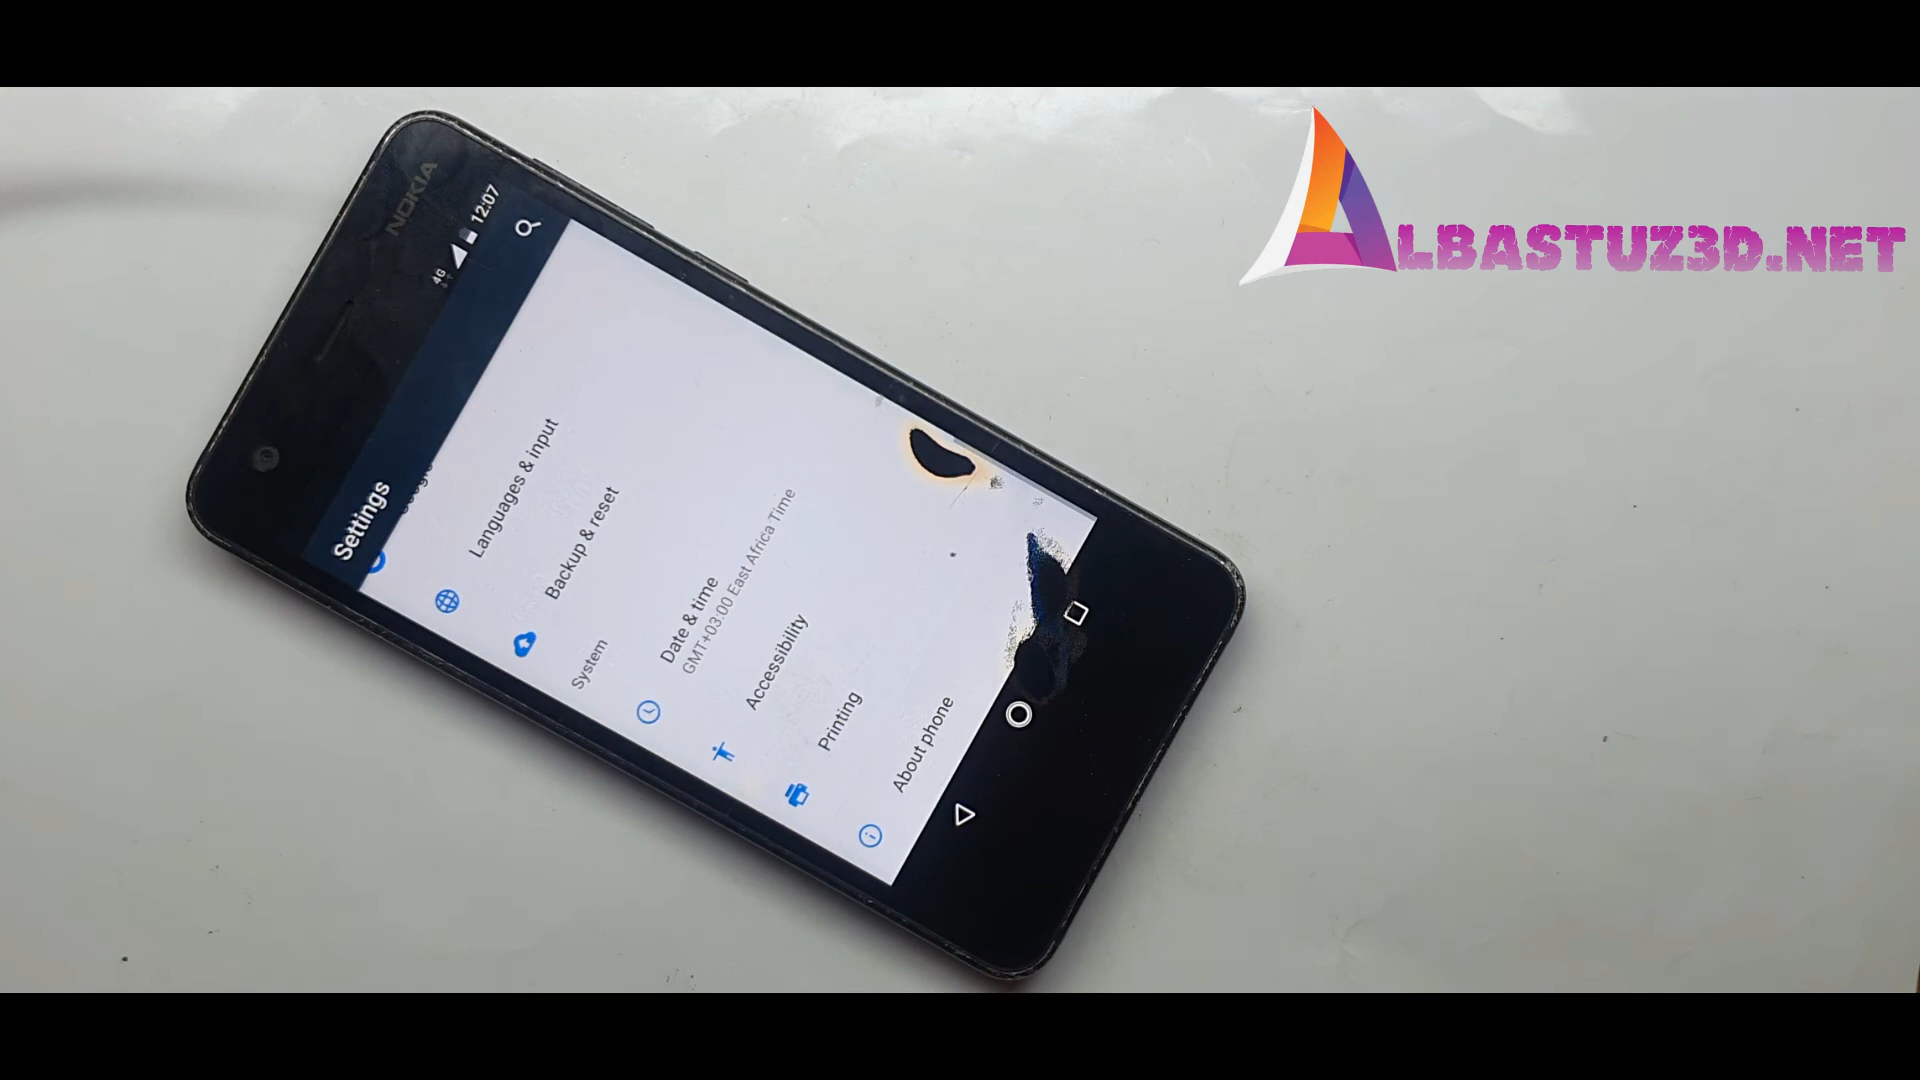 NOKIA
4G 12:07
Settings
Google
Languages & input
Backup & reset
System
Date & time
GMT+03:00 East Africa Time
Accessibility
Printing
About phone
ALBASTUZ3D.NET